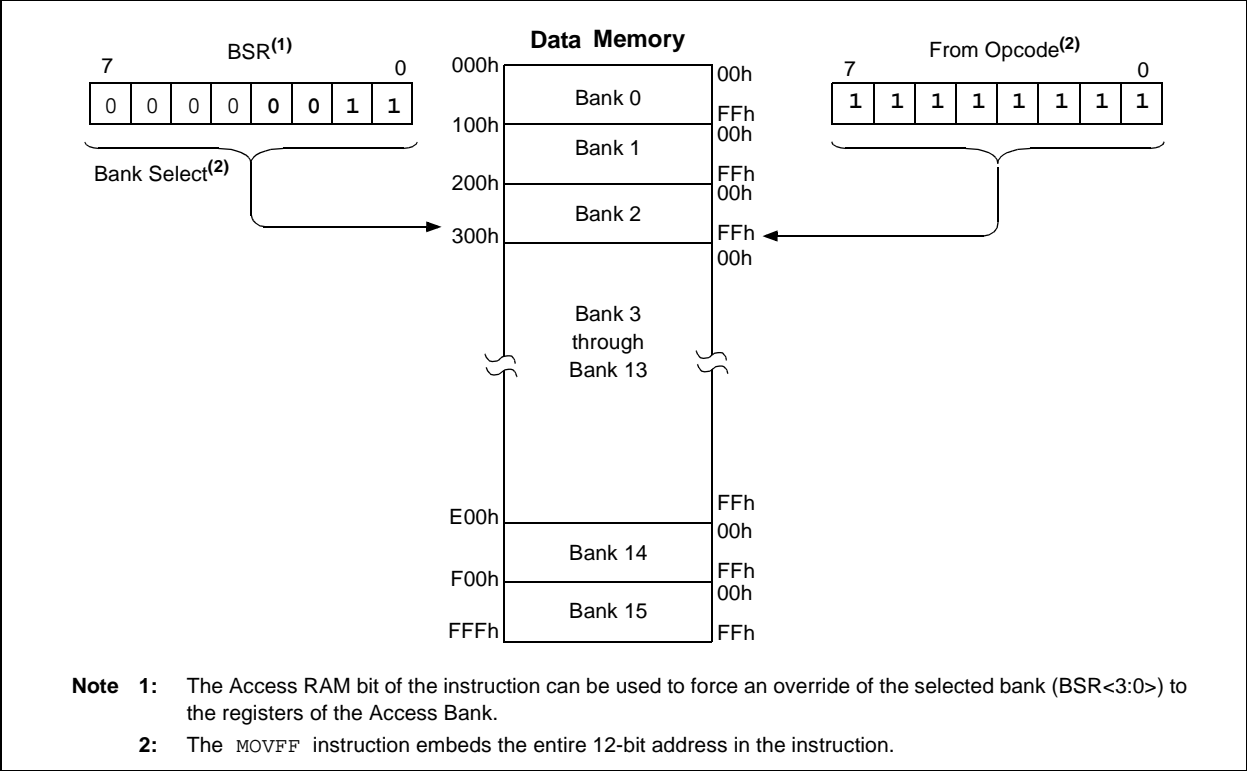 Data Memory
BSR(1)
7 0
0 0 0 0 0 0 1 1
Bank Select(2)
From Opcode(2)
7 0
1 1 1 1 1 1 1 1
000h
00h
Bank 0
FFh
100h
00h
Bank 1
FFh
200h
00h
Bank 2
FFh
300h
00h
Bank 3
through
Bank 13
FFh
E00h
00h
Bank 14
FFh
F00h
00h
Bank 15
FFFh
FFh
Note 1: The Access RAM bit of the instruction can be used to force an override of the selected bank (BSR<3:0>) to
the registers of the Access Bank.
2: The MOVFF instruction embeds the entire 12-bit address in the instruction.